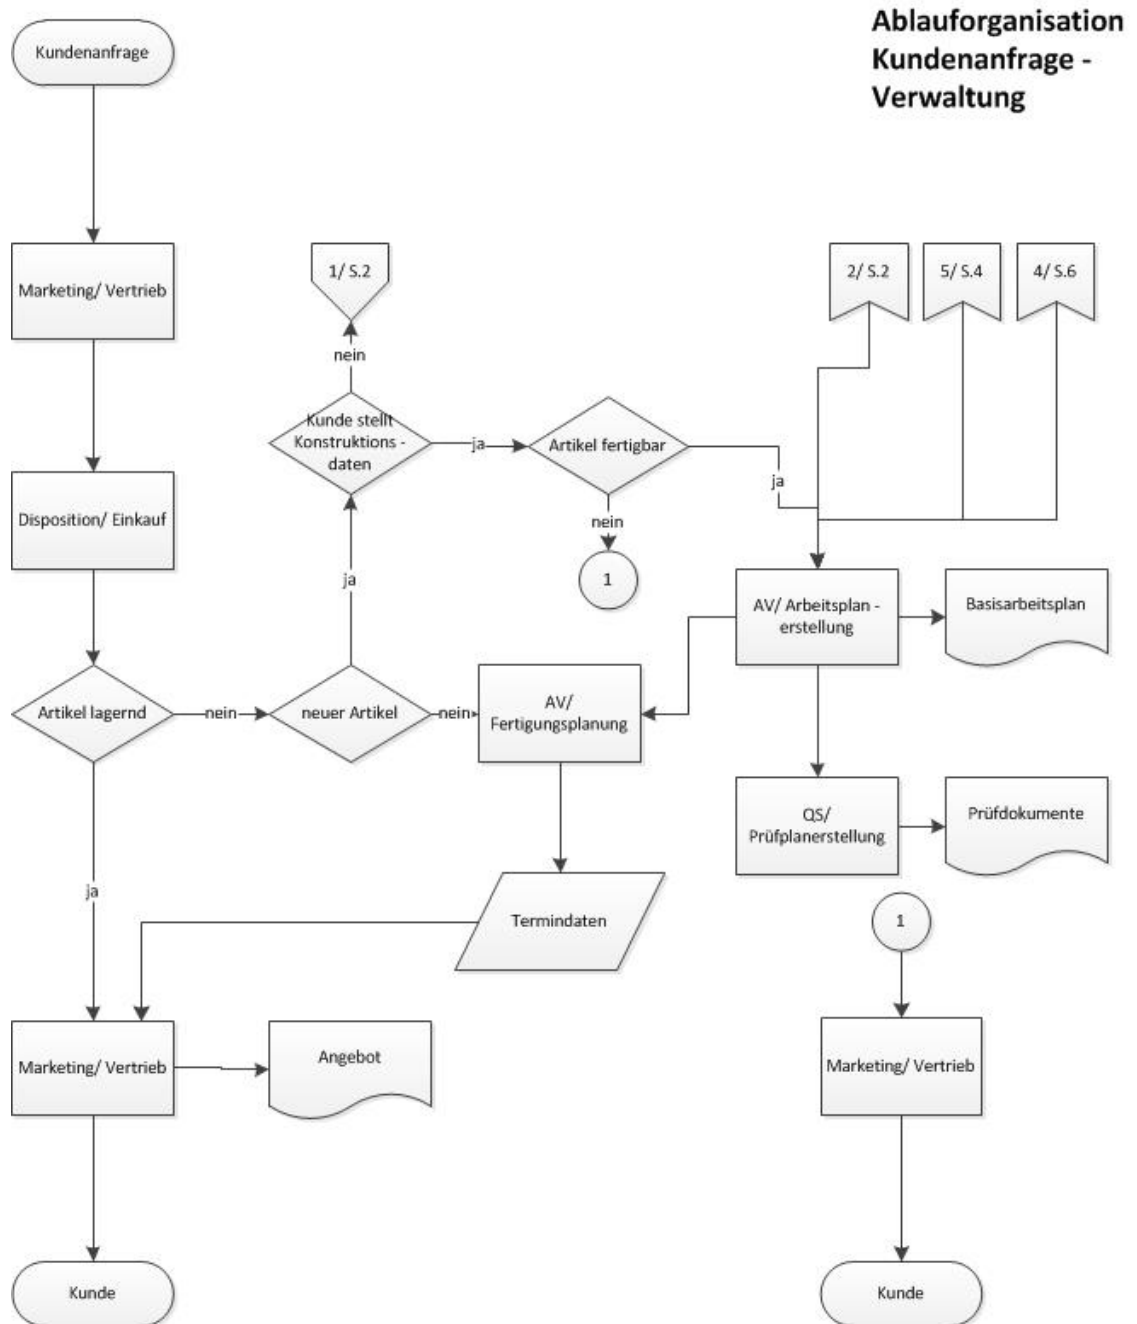 Ablauforganisation
Kundenanfrage -
Verwaltung
Kundenanfrage
Marketing/ Vertrieb
1/ S.2
2/ S.2
5/ S.4
4/ S.6
nein
Kunde stellt
Konstruktions -
daten
ja
Artikel fertigbar
ja
nein
1
Disposition/ Einkauf
ja
AV/ Arbeitsplan -
erstellung
Basisarbeitsplan
Artikel lagernd
nein
neuer Artikel
nein
AV/
Fertigungsplanung
QS/
Prüfplanerstellung
Prüfdokumente
ja
Termindaten
1
Marketing/ Vertrieb
Angebot
Marketing/ Vertrieb
Kunde
Kunde